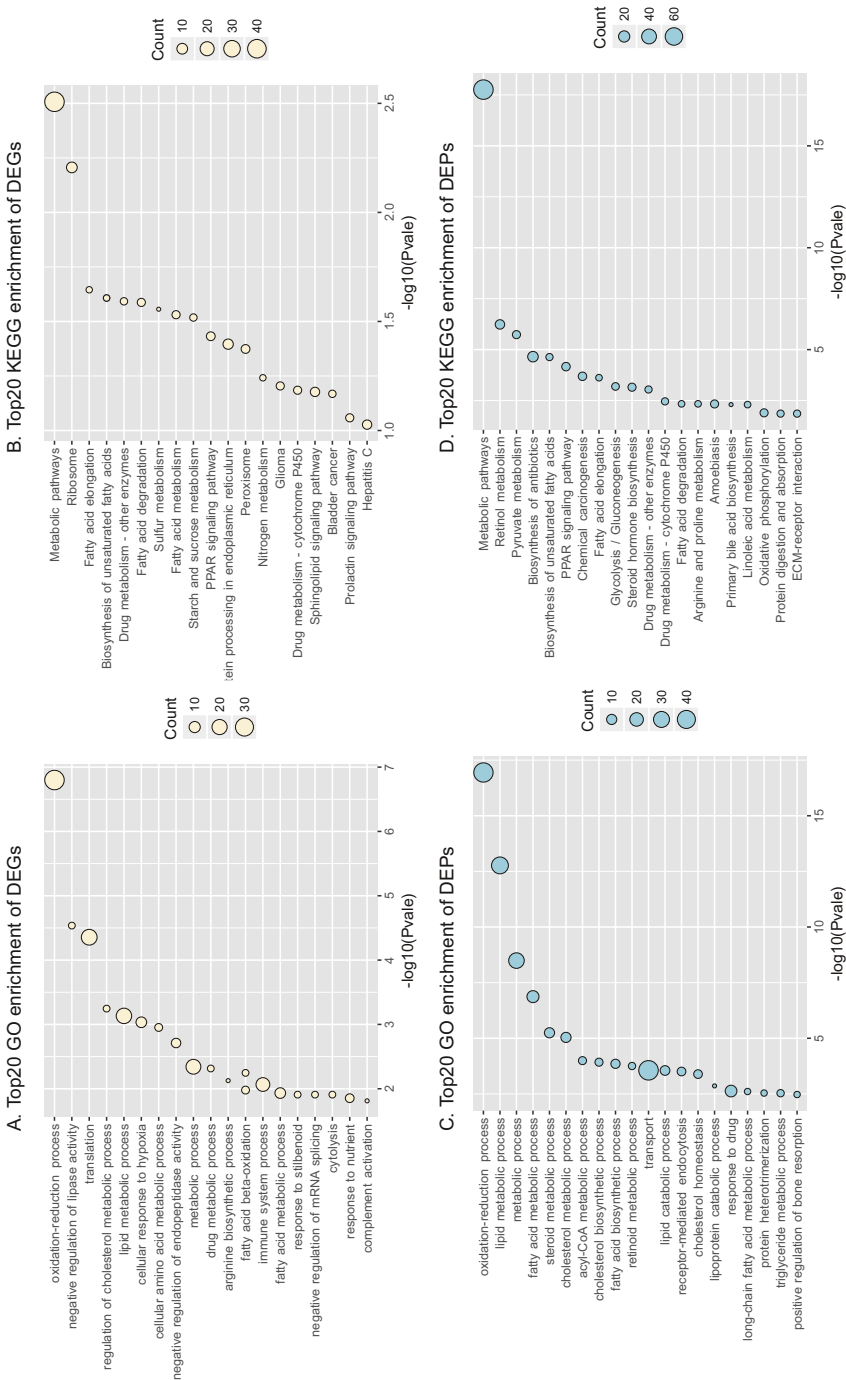 A. Top20 GO enrichment of DEGs
oxidation-reduction process
negative regulation of lipase activity
translation
regulation of cholesterol metabolic process
lipid metabolic process
cellular response to hypoxia
cellular amino acid metabolic process
negative regulation of endopeptidase activity
metabolic process
drug metabolic process
arginine biosynthetic process
fatty acid beta-oxidation
immune system process
fatty acid metabolic process
response to stilbenoid
negative regulation of mRNA splicing
cytolysis
response to nutrient
complement activation
2 3 4 5 6 7
-log10(Pvale)
Count
10
20
30
B. Top20 KEGG enrichment of DEGs
Metabolic pathways
Ribosome
Fatty acid elongation
Biosynthesis of unsaturated fatty acids
Drug metabolism - other enzymes
Fatty acid degradation
Sulfur metabolism
Fatty acid metabolism
Starch and sucrose metabolism
PPAR signaling pathway
tein processing in endoplasmic reticulum
Peroxisome
Nitrogen metabolism
Glioma
Drug metabolism - cytochrome P450
Sphingolipid signaling pathway
Bladder cancer
Prolactin signaling pathway
Hepatitis C
1.0 1.5 2.0 2.5
-log10(Pvale)
Count
10
20
30
40
C. Top20 GO enrichment of DEPs
oxidation-reduction process
lipid metabolic process
metabolic process
fatty acid metabolic process
steroid metabolic process
cholesterol metabolic process
acyl-CoA metabolic process
cholesterol biosynthetic process
fatty acid biosynthetic process
retinoid metabolic process
transport
lipid catabolic process
receptor-mediated endocytosis
cholesterol homeostasis
lipoprotein catabolic process
response to drug
long-chain fatty acid metabolic process
protein heterotrimerization
triglyceride metabolic process
positive regulation of bone resorption
5 10 15
-log10(Pvale)
Count
10
20
30
40
D. Top20 KEGG enrichment of DEPs
Metabolic pathways
Retinol metabolism
Pyruvate metabolism
Biosynthesis of antibiotics
Biosynthesis of unsaturated fatty acids
PPAR signaling pathway
Chemical carcinogenesis
Fatty acid elongation
Glycolysis / Gluconeogenesis
Steroid hormone biosynthesis
Drug metabolism - other enzymes
Drug metabolism - cytochrome P450
Fatty acid degradation
Arginine and proline metabolism
Amoebiasis
Primary bile acid biosynthesis
Linoleic acid metabolism
Oxidative phosphorylation
Protein digestion and absorption
ECM-receptor interaction
5 10 15
-log10(Pvale)
Count
20
40
60